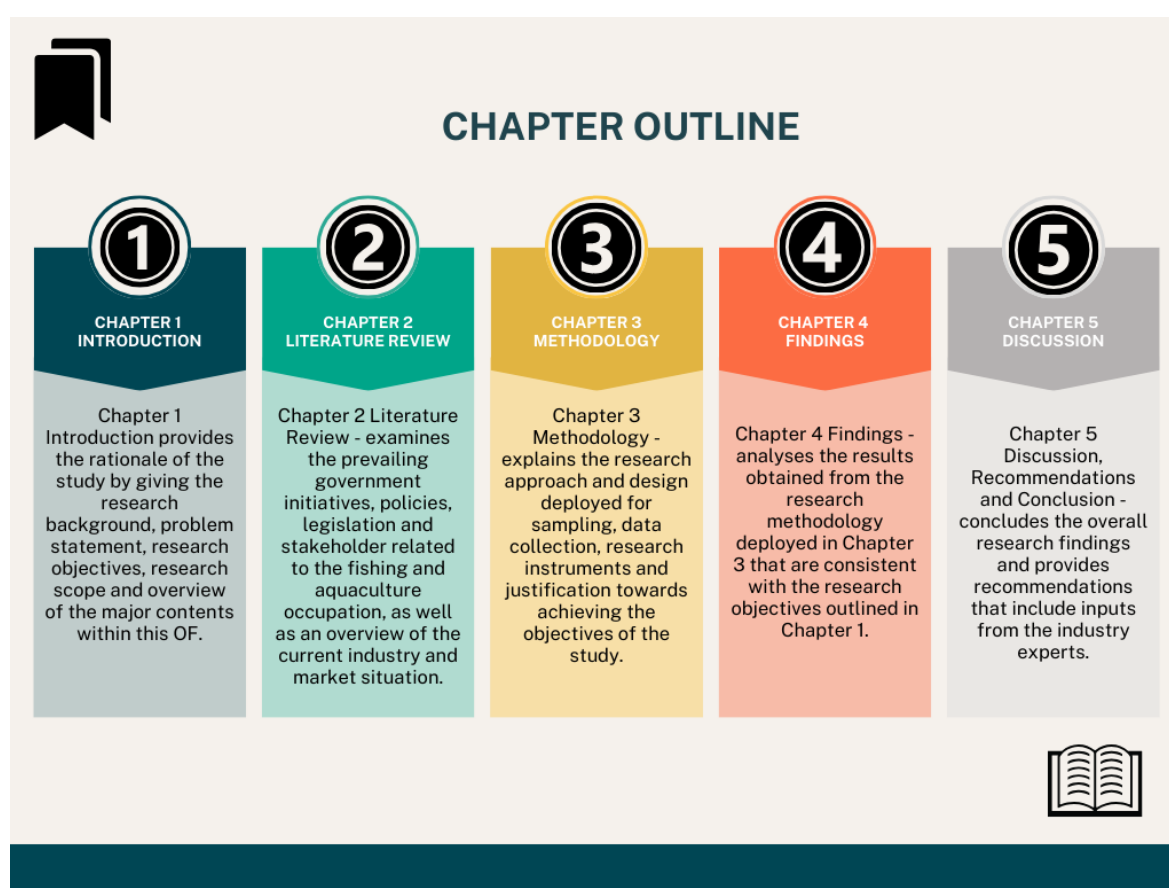 CHAPTER OUTLINE
1
CHAPTER 1
INTRODUCTION
Chapter 1
Introduction provides
the rationale of the
study by giving the
research
background, problem
statement, research
objectives, research
scope and overview
of the major contents
within this OF.
2
CHAPTER 2
LITERATURE REVIEW
Chapter 2 Literature
Review - examines
the prevailing
government
initiatives, policies,
legislation and
stakeholder related
to the fishing and
aquaculture
occupation, as well
as an overview of the
current industry and
market situation.
3
CHAPTER 3
METHODOLOGY
Chapter 3
Methodology -
explains the research
approach and design
deployed for
sampling, data
collection, research
instruments and
justification towards
achieving the
objectives of the
study.
4
CHAPTER 4
FINDINGS
Chapter 4 Findings -
analyses the results
obtained from the
research
methodology
deployed in Chapter
3 that are consistent
with the research
objectives outlined in
Chapter 1.
5
CHAPTER 5
DISCUSSION
Chapter 5
Discussion,
Recommendations
and Conclusion -
concludes the overall
research findings
and provides
recommendations
that include inputs
from the industry
experts.